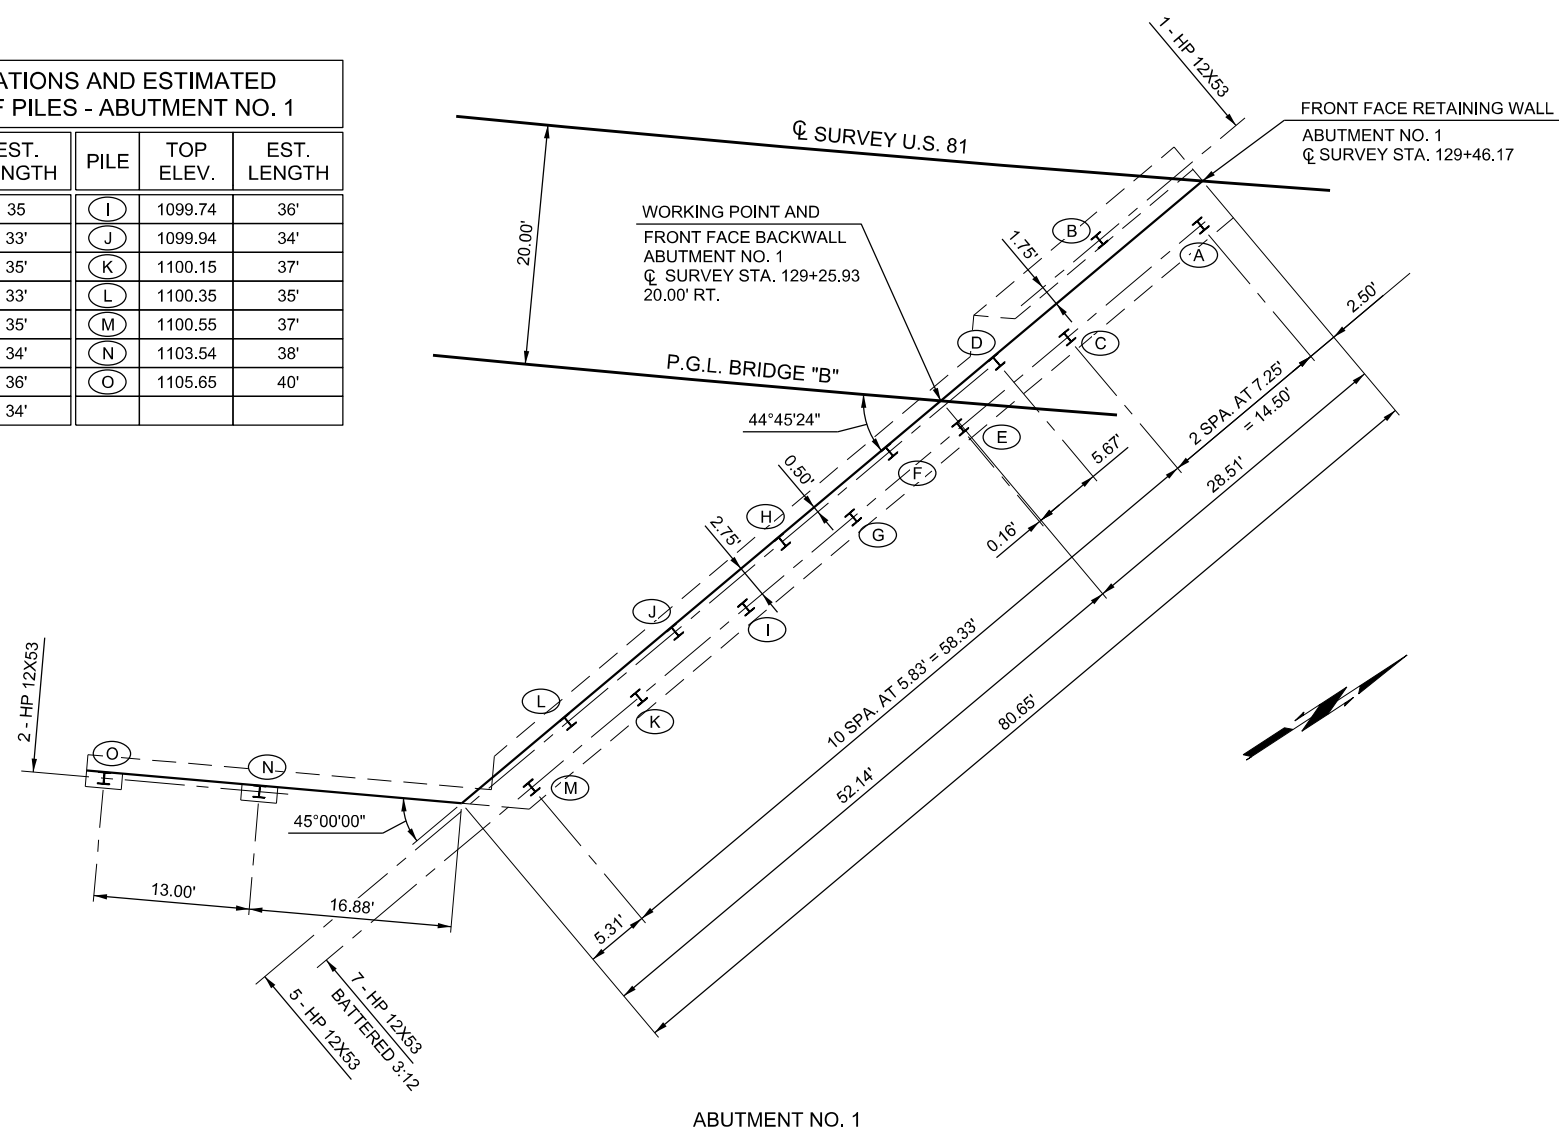 ATIONS AND ESTIMATED
PILES - ABUTMENT NO. 1
EST. PILE TOP EST.
NGTH ELEV. LENGTH
35 I 1099.74 36'
33' J 1099.94 34'
35' K 1100.15 37'
33' L 1100.35 35'
35' M 1100.55 37'
34' N 1103.54 38'
36' O 1105.65 40'
34'
1 - HP 12X53
FRONT FACE RETAINING WALL
ABUTMENT NO. 1
℄ SURVEY STA. 129+46.17
℄ SURVEY U.S. 81
20.00'
WORKING POINT AND
FRONT FACE BACKWALL
ABUTMENT NO. 1
℄ SURVEY STA. 129+25.93
20.00' RT.
P.G.L. BRIDGE "B"
44°45'24"
1.75'
B
A
D
C
E
F
G
H
I
J
K
L
M
N
O
0.50'
2.75'
2.50'
2 SPA. AT 7.25'
= 14.50'
5.67'
28.51'
0.16'
10 SPA. AT 5.83' = 58.33'
80.65'
52.14'
5.31'
2 - HP 12X53
45°00'00"
13.00'
16.88'
7 - HP 12X53
BATTERED 3:12
5 - HP 12X53
ABUTMENT NO. 1